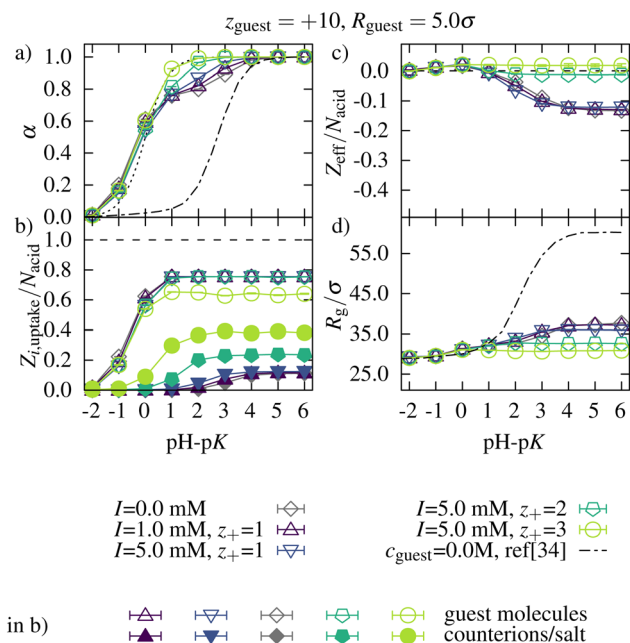 z_guest = +10, R_guest = 5.0σ
a)
α
1.0
0.8
0.6
0.4
0.2
0.0
c)
Z_eff/N_acid
0.0
-0.1
-0.2
-0.3
-0.4
b)
Z_i,uptake/N_acid
1.0
0.8
0.6
0.4
0.2
0.0
-2 -1 0 1 2 3 4 5 6
pH-pK
d)
R_g/σ
55.0
45.0
35.0
25.0
-2 -1 0 1 2 3 4 5 6
pH-pK
I=0.0 mM
I=1.0 mM, z_+=1
I=5.0 mM, z_+=1
I=5.0 mM, z_+=2
I=5.0 mM, z_+=3
c_guest=0.0M, ref[34]
in b)
guest molecules
counterions/salt